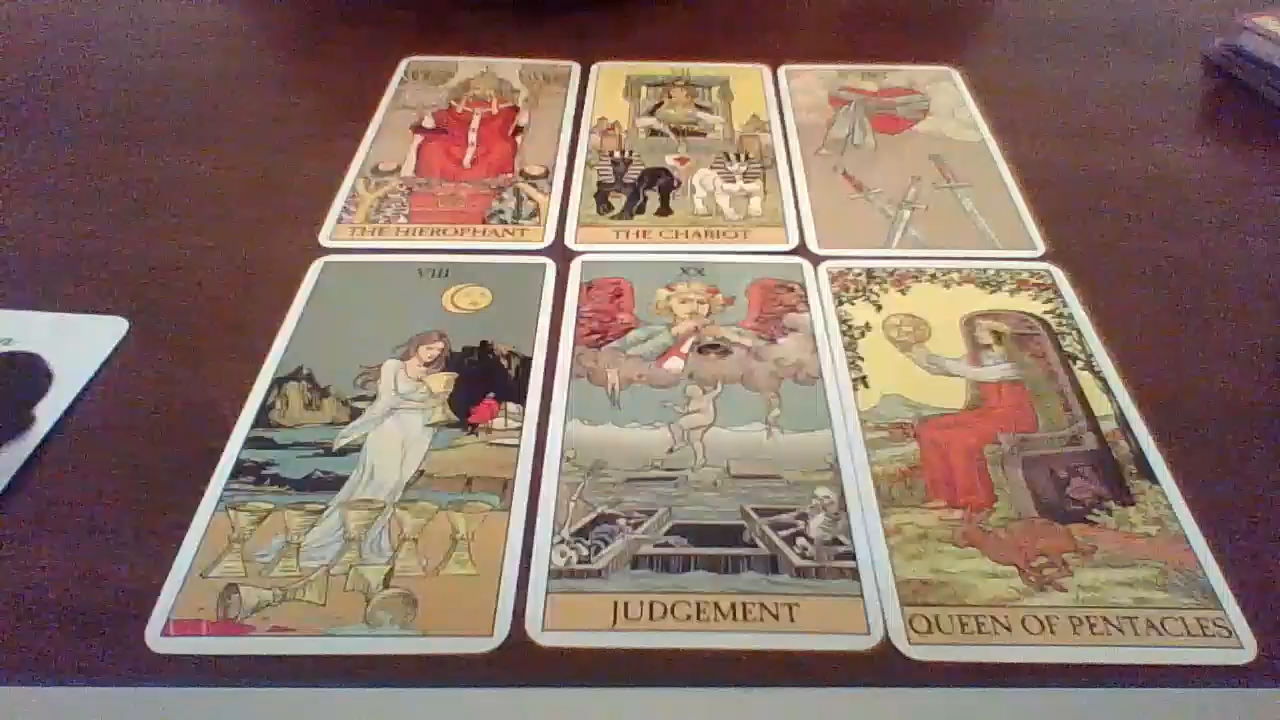 THE HIEROPHANT
THE CHARIOT
VIII
XX
JUDGEMENT
QUEEN OF PENTACLES